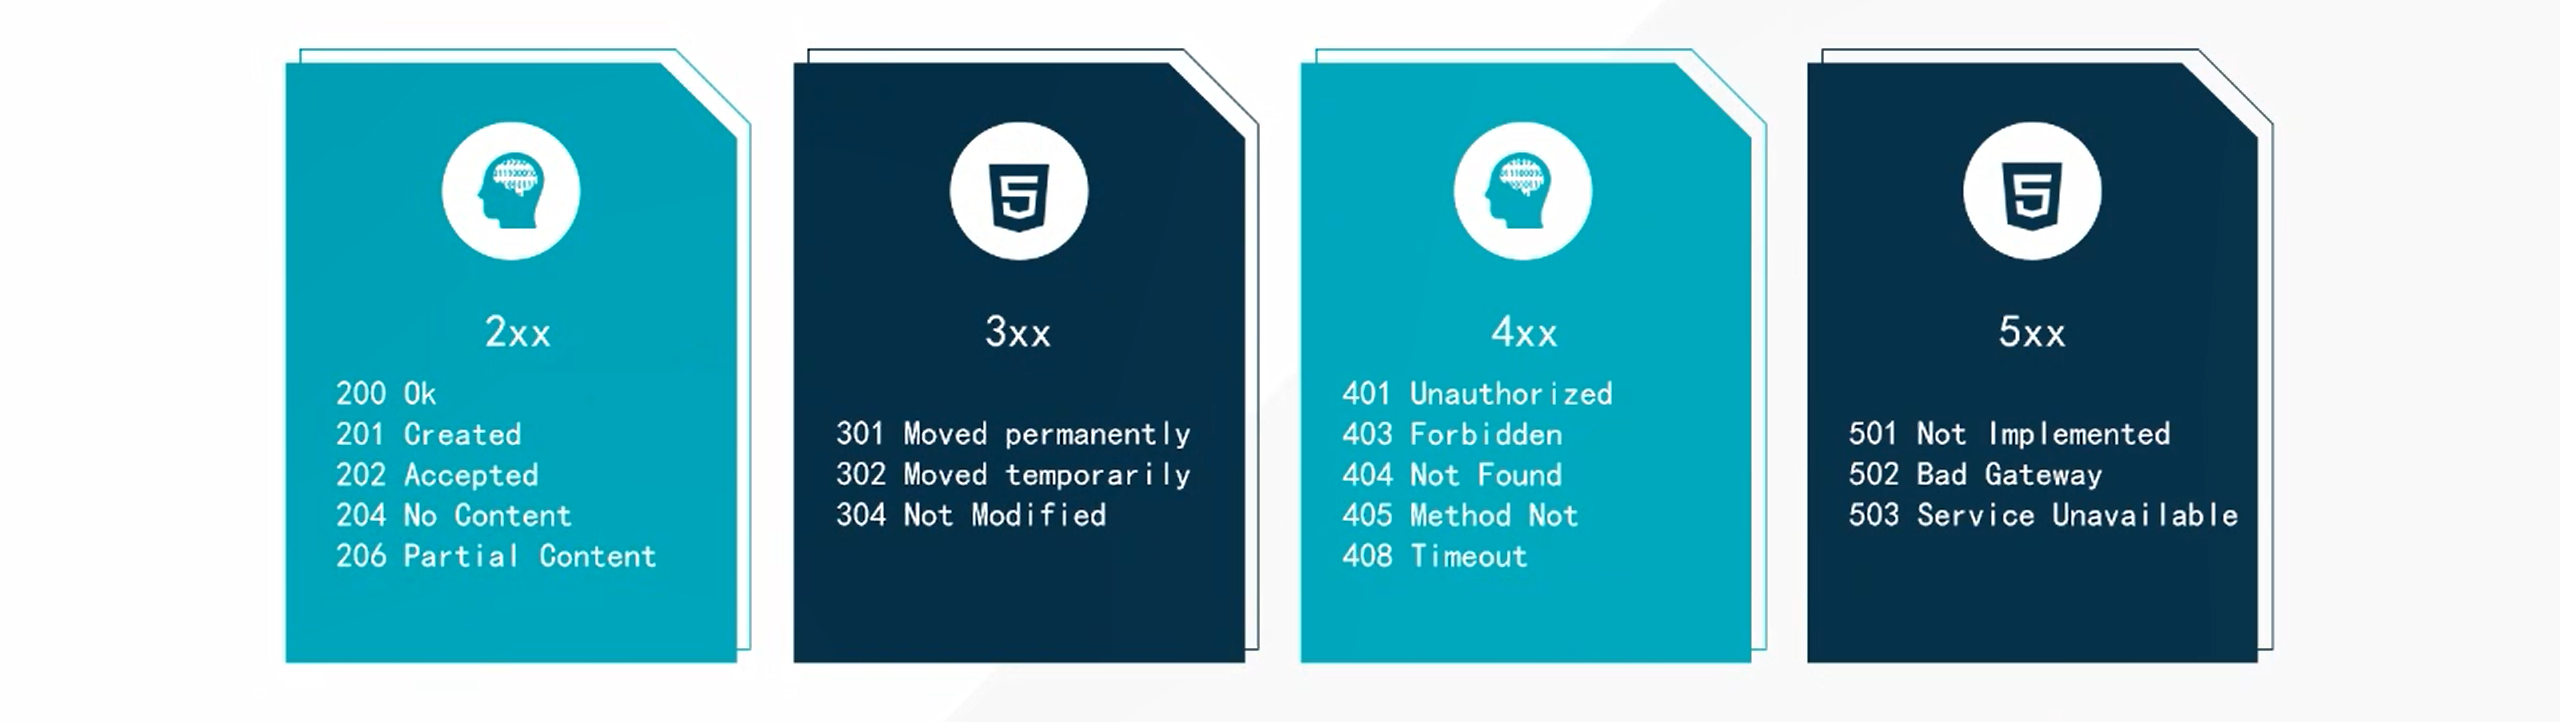 2xx
200 Ok
201 Created
202 Accepted
204 No Content
206 Partial Content
3xx
301 Moved permanently
302 Moved temporarily
304 Not Modified
4xx
401 Unauthorized
403 Forbidden
404 Not Found
405 Method Not
408 Timeout
5xx
501 Not Implemented
502 Bad Gateway
503 Service Unavailable